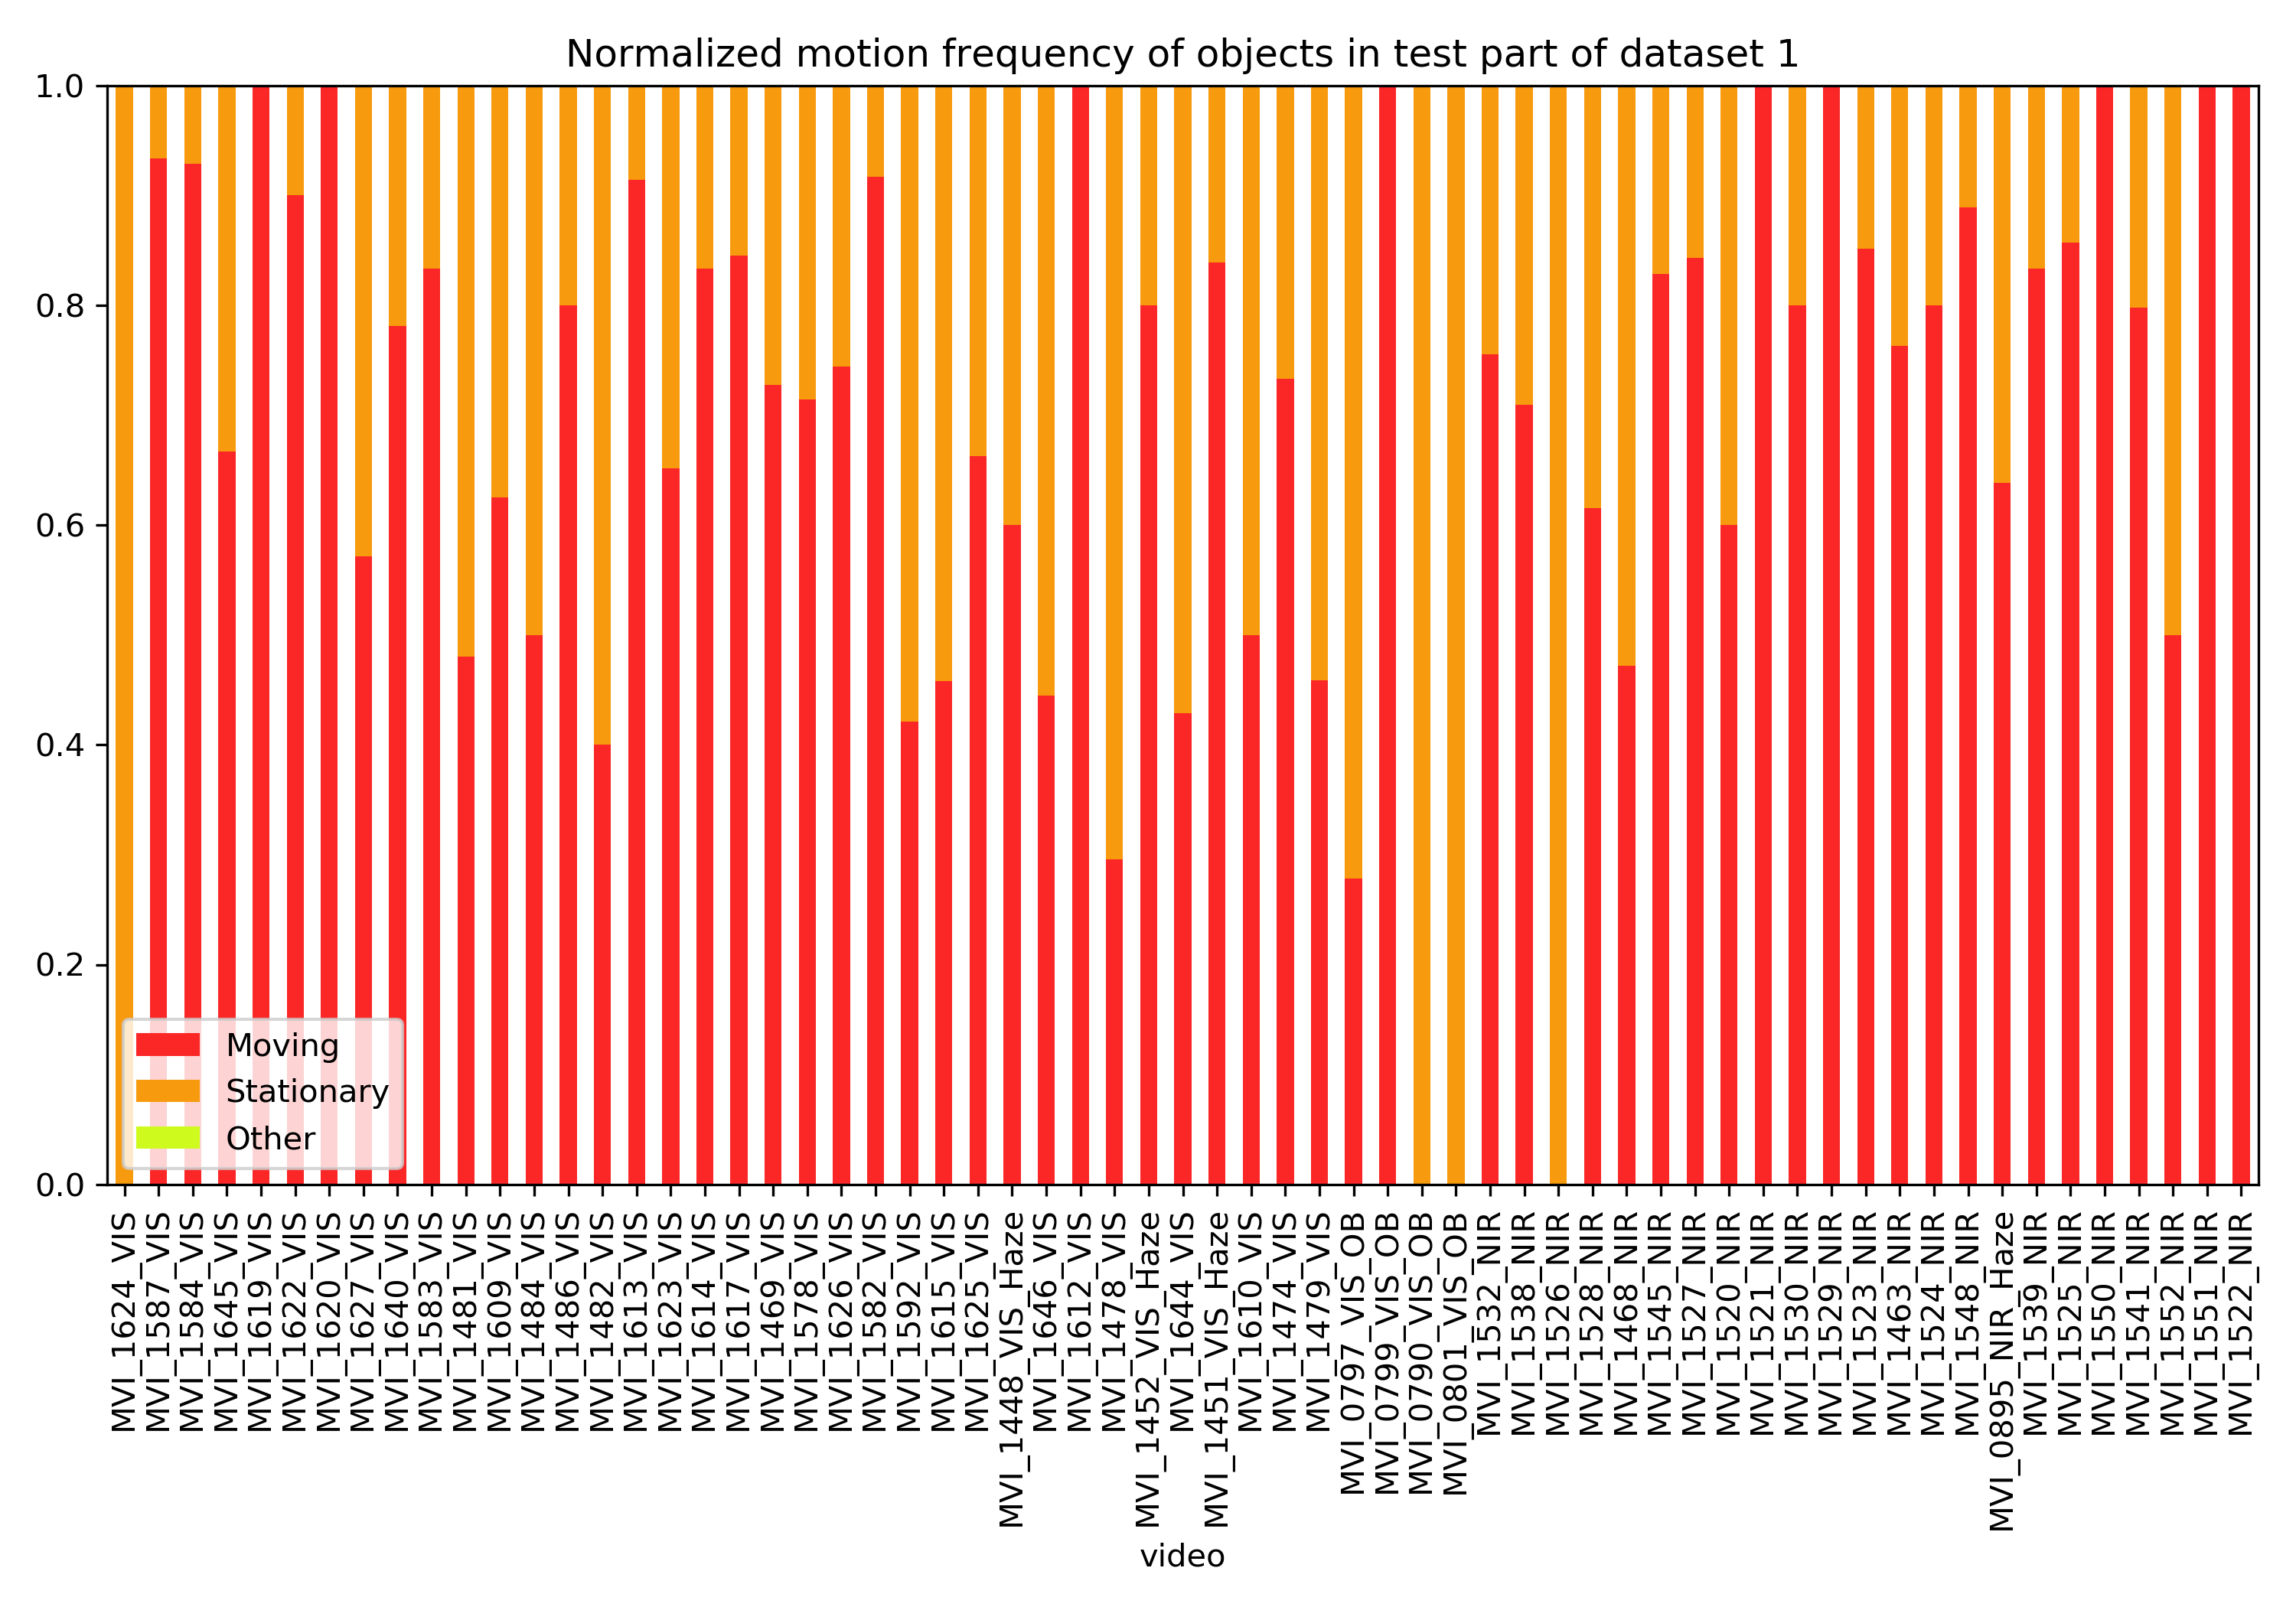 Normalized motion frequency of objects in test part of dataset 1
1.0
0.8
0.6
0.4
0.2
0.0
Moving
Stationary
Other
MVI_1624_VIS
MVI_1587_VIS
MVI_1584_VIS
MVI_1645_VIS
MVI_1619_VIS
MVI_1622_VIS
MVI_1620_VIS
MVI_1627_VIS
MVI_1640_VIS
MVI_1583_VIS
MVI_1481_VIS
MVI_1609_VIS
MVI_1484_VIS
MVI_1486_VIS
MVI_1482_VIS
MVI_1613_VIS
MVI_1623_VIS
MVI_1614_VIS
MVI_1617_VIS
MVI_1469_VIS
MVI_1578_VIS
MVI_1626_VIS
MVI_1582_VIS
MVI_1592_VIS
MVI_1615_VIS
MVI_1625_VIS
MVI_1448_VIS_Haze
MVI_1646_VIS
MVI_1612_VIS
MVI_1478_VIS
MVI_1452_VIS_Haze
MVI_1644_VIS
MVI_1451_VIS_Haze
MVI_1610_VIS
MVI_1474_VIS
MVI_1479_VIS
MVI_0797_VIS_OB
MVI_0799_VIS_OB
MVI_0790_VIS_OB
MVI_0801_VIS_OB
MVI_1532_NIR
MVI_1538_NIR
MVI_1526_NIR
MVI_1528_NIR
MVI_1468_NIR
MVI_1545_NIR
MVI_1527_NIR
MVI_1520_NIR
MVI_1521_NIR
MVI_1530_NIR
MVI_1529_NIR
MVI_1523_NIR
MVI_1463_NIR
MVI_1524_NIR
MVI_1548_NIR
MVI_0895_NIR_Haze
MVI_1539_NIR
MVI_1525_NIR
MVI_1550_NIR
MVI_1541_NIR
MVI_1552_NIR
MVI_1551_NIR
MVI_1522_NIR
video